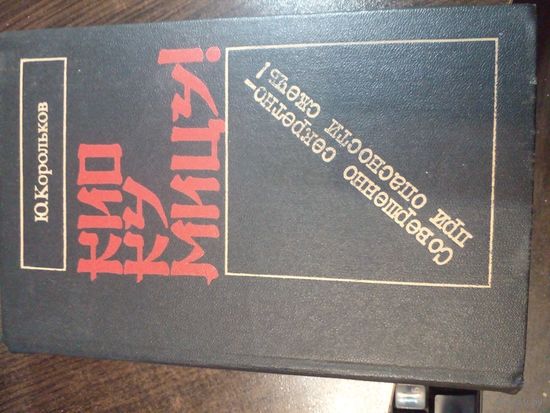 Ю. Корольков
КИО
КУ
МИЦУ!
Совершенно секретно—
при опасности сжечь!